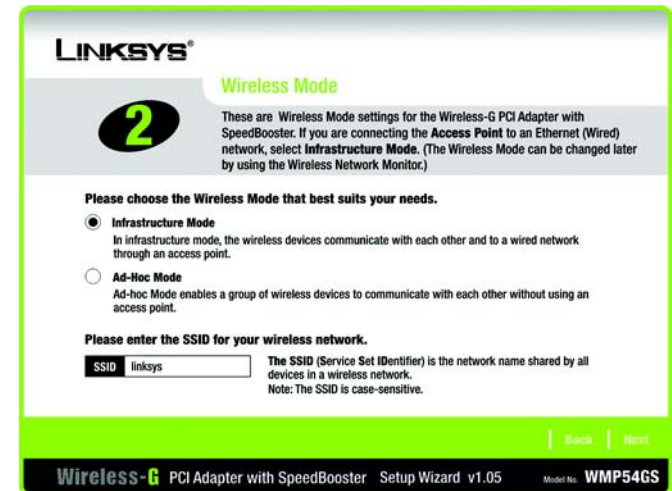 LINKSYS®
Wireless Mode
2
These are Wireless Mode settings for the Wireless-G PCI Adapter with
SpeedBooster. If you are connecting the Access Point to an Ethernet (Wired)
network, select Infrastructure Mode. (The Wireless Mode can be changed later
by using the Wireless Network Monitor.)
Please choose the Wireless Mode that best suits your needs.
Infrastructure Mode
In infrastructure mode, the wireless devices communicate with each other and to a wired network
through an access point.
Ad-Hoc Mode
Ad-hoc Mode enables a group of wireless devices to communicate with each other without using an
access point.
Please enter the SSID for your wireless network.
SSID linksys
The SSID (Service Set IDentifier) is the network name shared by all
devices in a wireless network.
Note: The SSID is case-sensitive.
Back Next
Wireless-G PCI Adapter with SpeedBooster Setup Wizard v1.05 Model No. WMP54GS